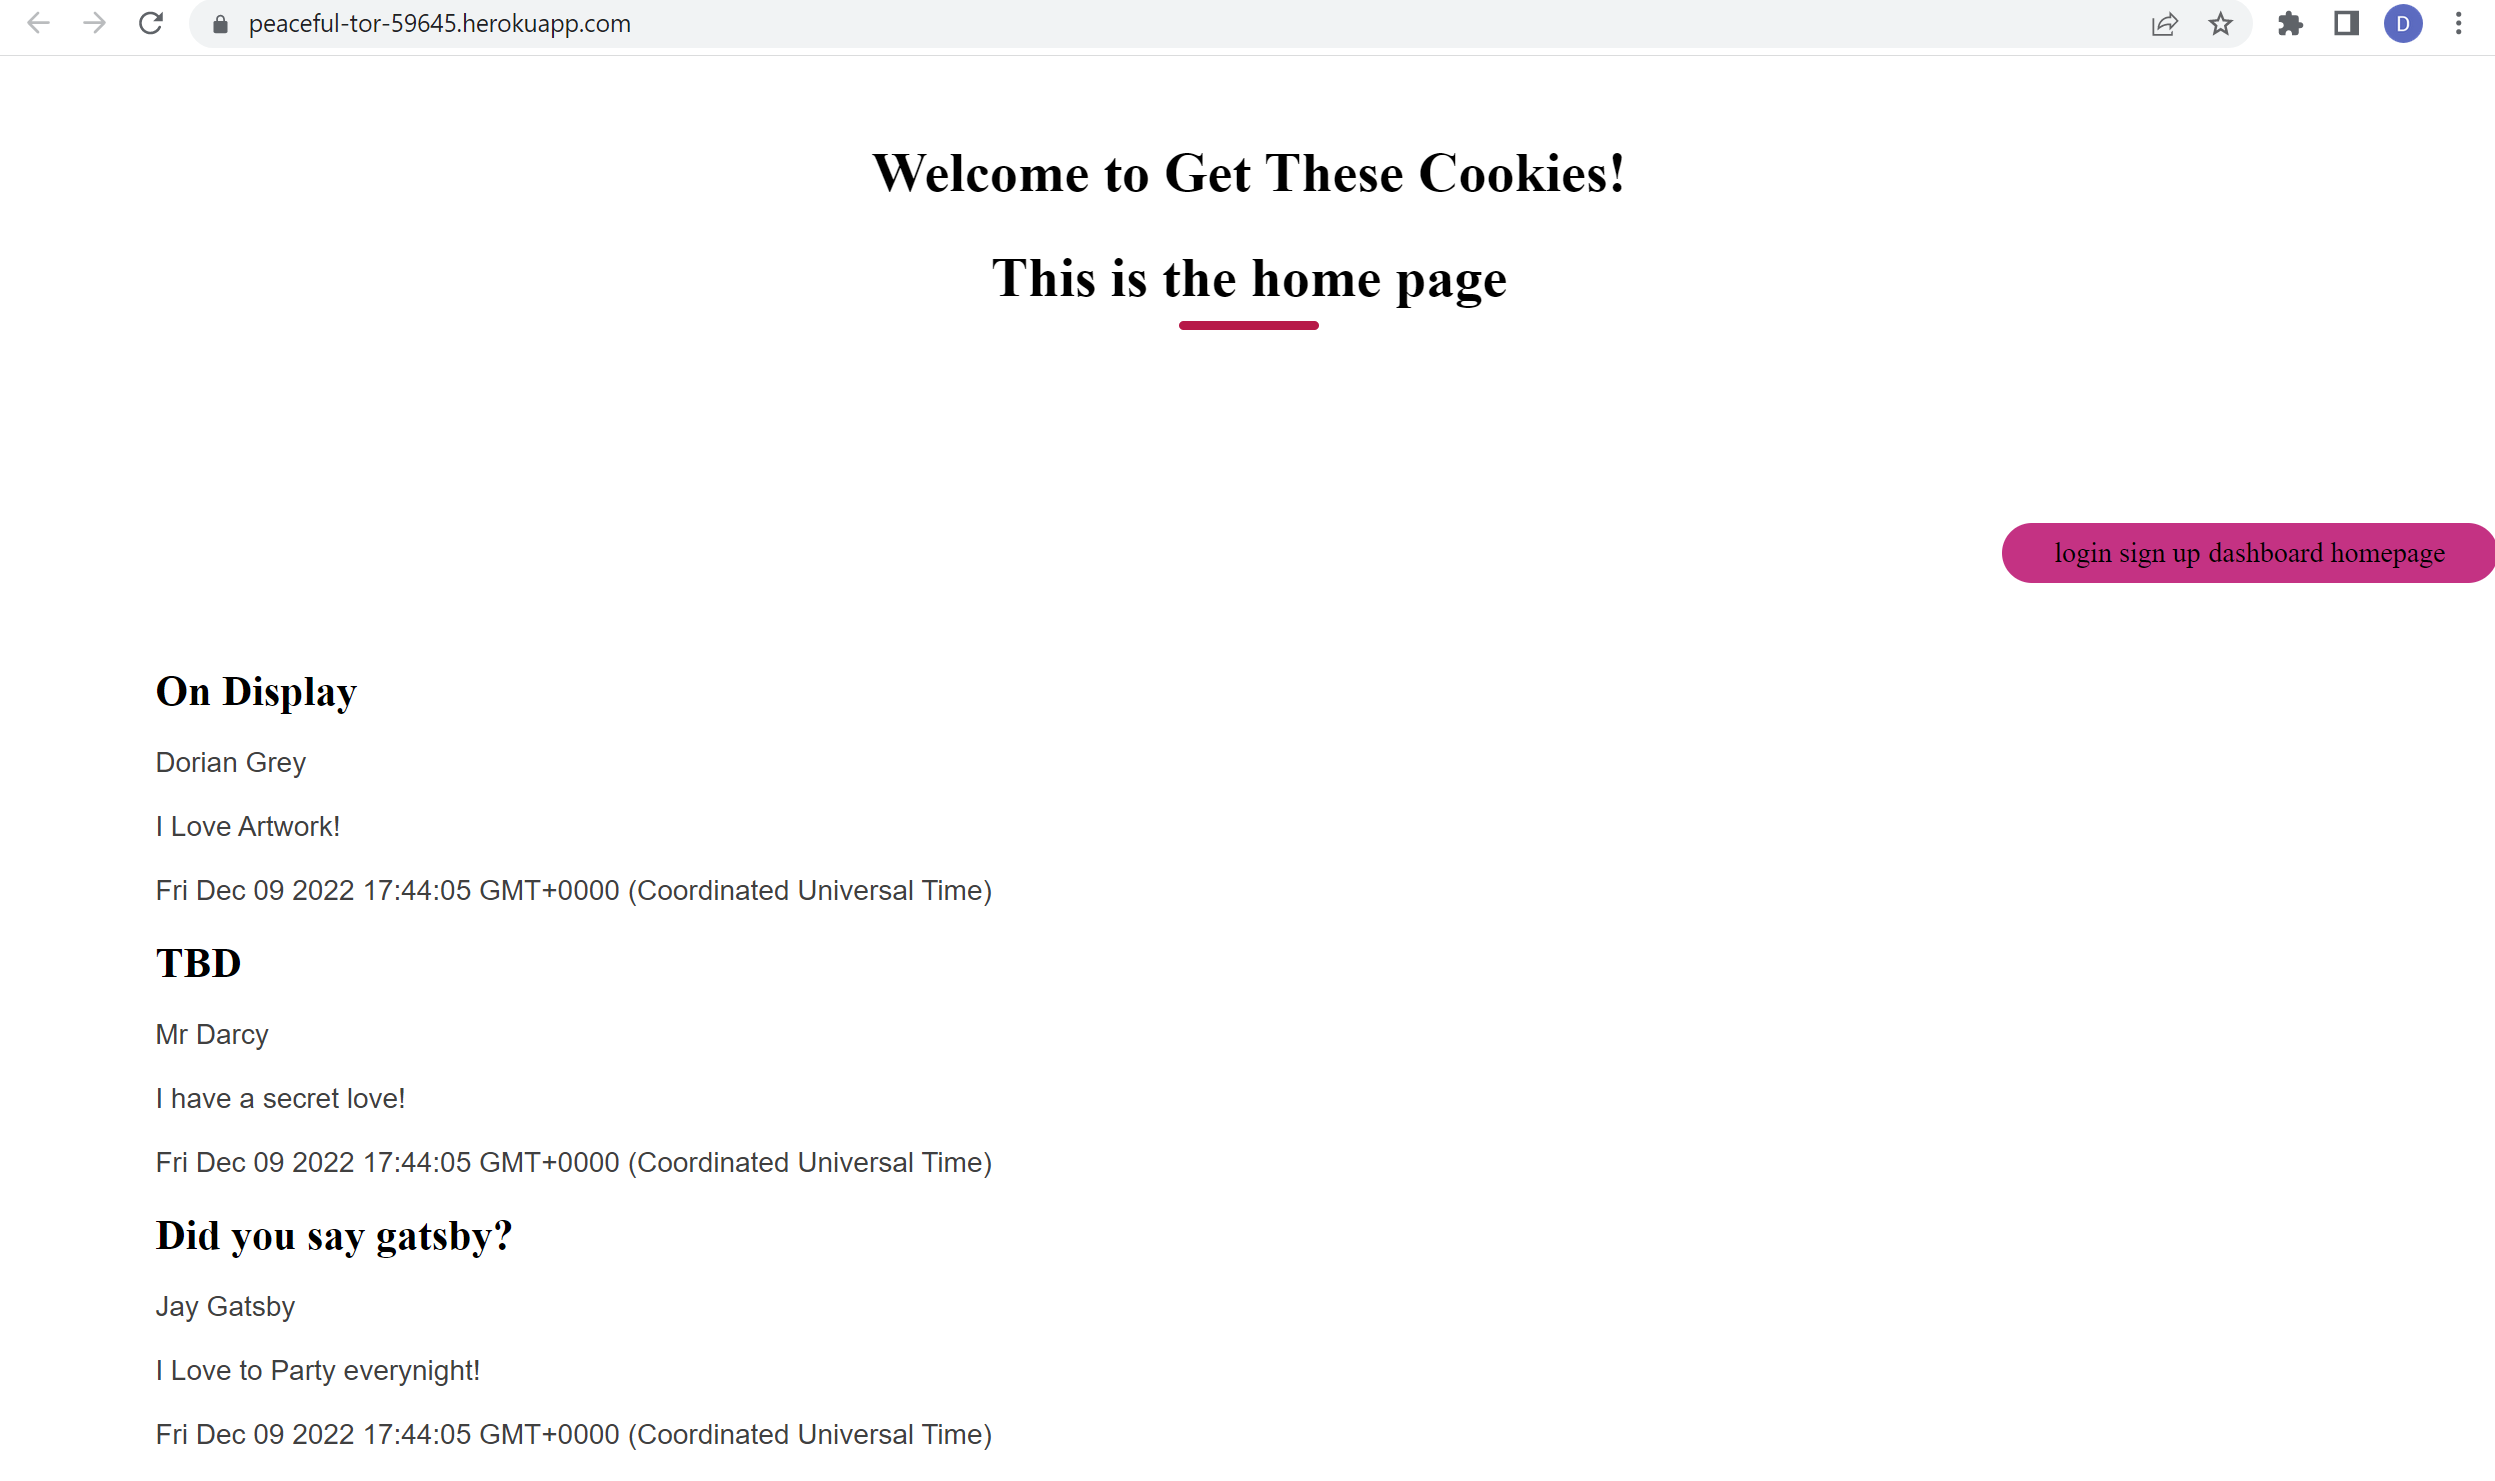 peaceful-tor-59645.herokuapp.com
D
Welcome to Get These Cookies!
This is the home page
login sign up dashboard homepage
On Display
Dorian Grey
I Love Artwork!
Fri Dec 09 2022 17:44:05 GMT+0000 (Coordinated Universal Time)
TBD
Mr Darcy
I have a secret love!
Fri Dec 09 2022 17:44:05 GMT+0000 (Coordinated Universal Time)
Did you say gatsby?
Jay Gatsby
I Love to Party everynight!
Fri Dec 09 2022 17:44:05 GMT+0000 (Coordinated Universal Time)